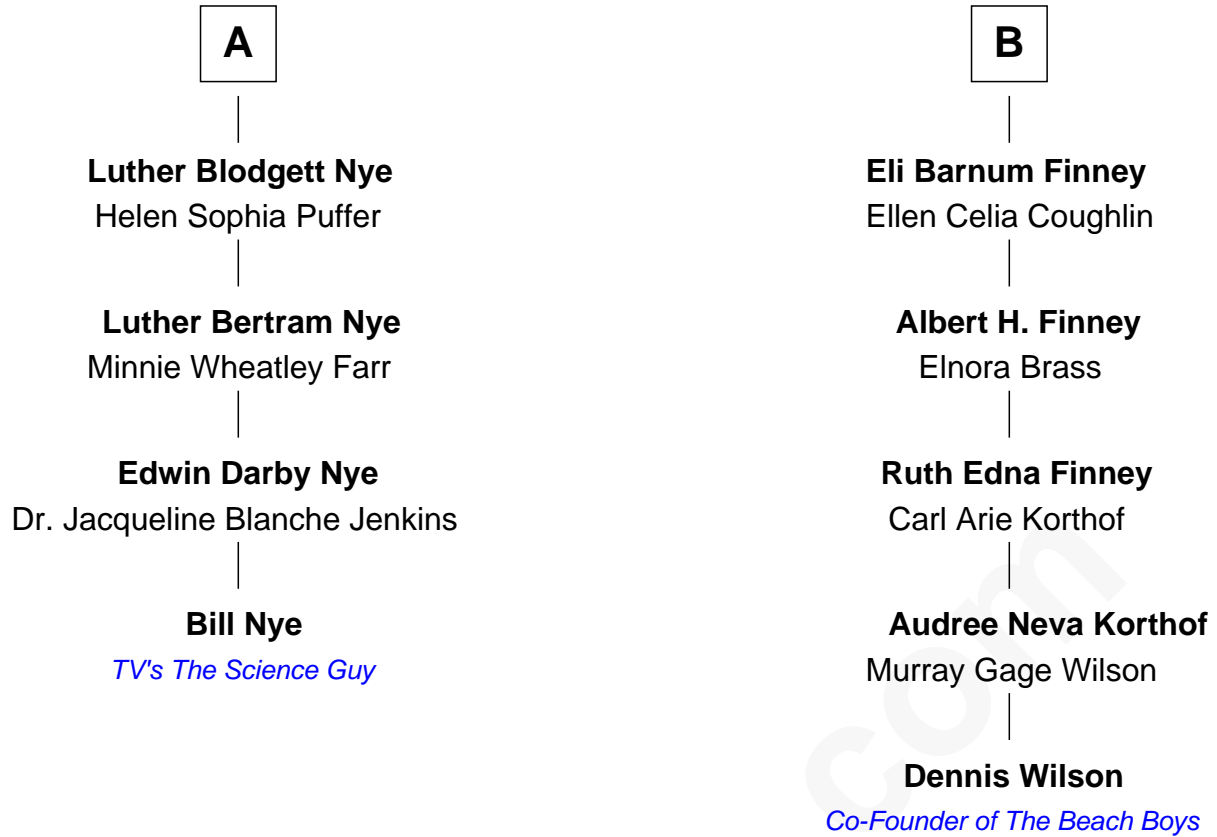 A
Luther Blodgett Nye
Helen Sophia Puffer
Luther Bertram Nye
Minnie Wheatley Farr
Edwin Darby Nye
Dr. Jacqueline Blanche Jenkins
Bill Nye
TV's The Science Guy
B
Eli Barnum Finney
Ellen Celia Coughlin
Albert H. Finney
Elnora Brass
Ruth Edna Finney
Carl Arie Korthof
Audree Neva Korthof
Murray Gage Wilson
Dennis Wilson
Co-Founder of The Beach Boys
com